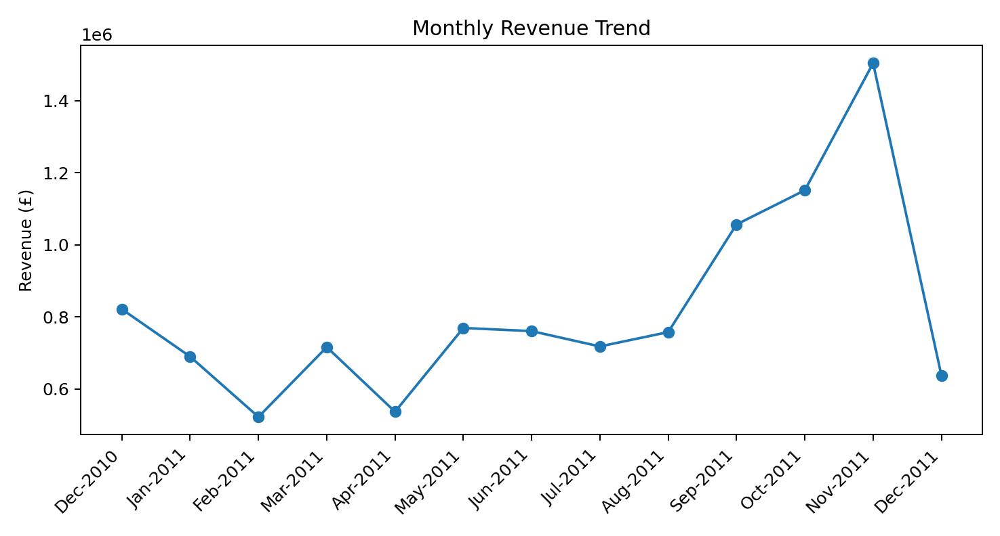 Monthly Revenue Trend
1e6
Revenue (£)
1.4
1.2
1.0
0.8
0.6
Dec-2010
Jan-2011
Feb-2011
Mar-2011
Apr-2011
May-2011
Jun-2011
Jul-2011
Aug-2011
Sep-2011
Oct-2011
Nov-2011
Dec-2011